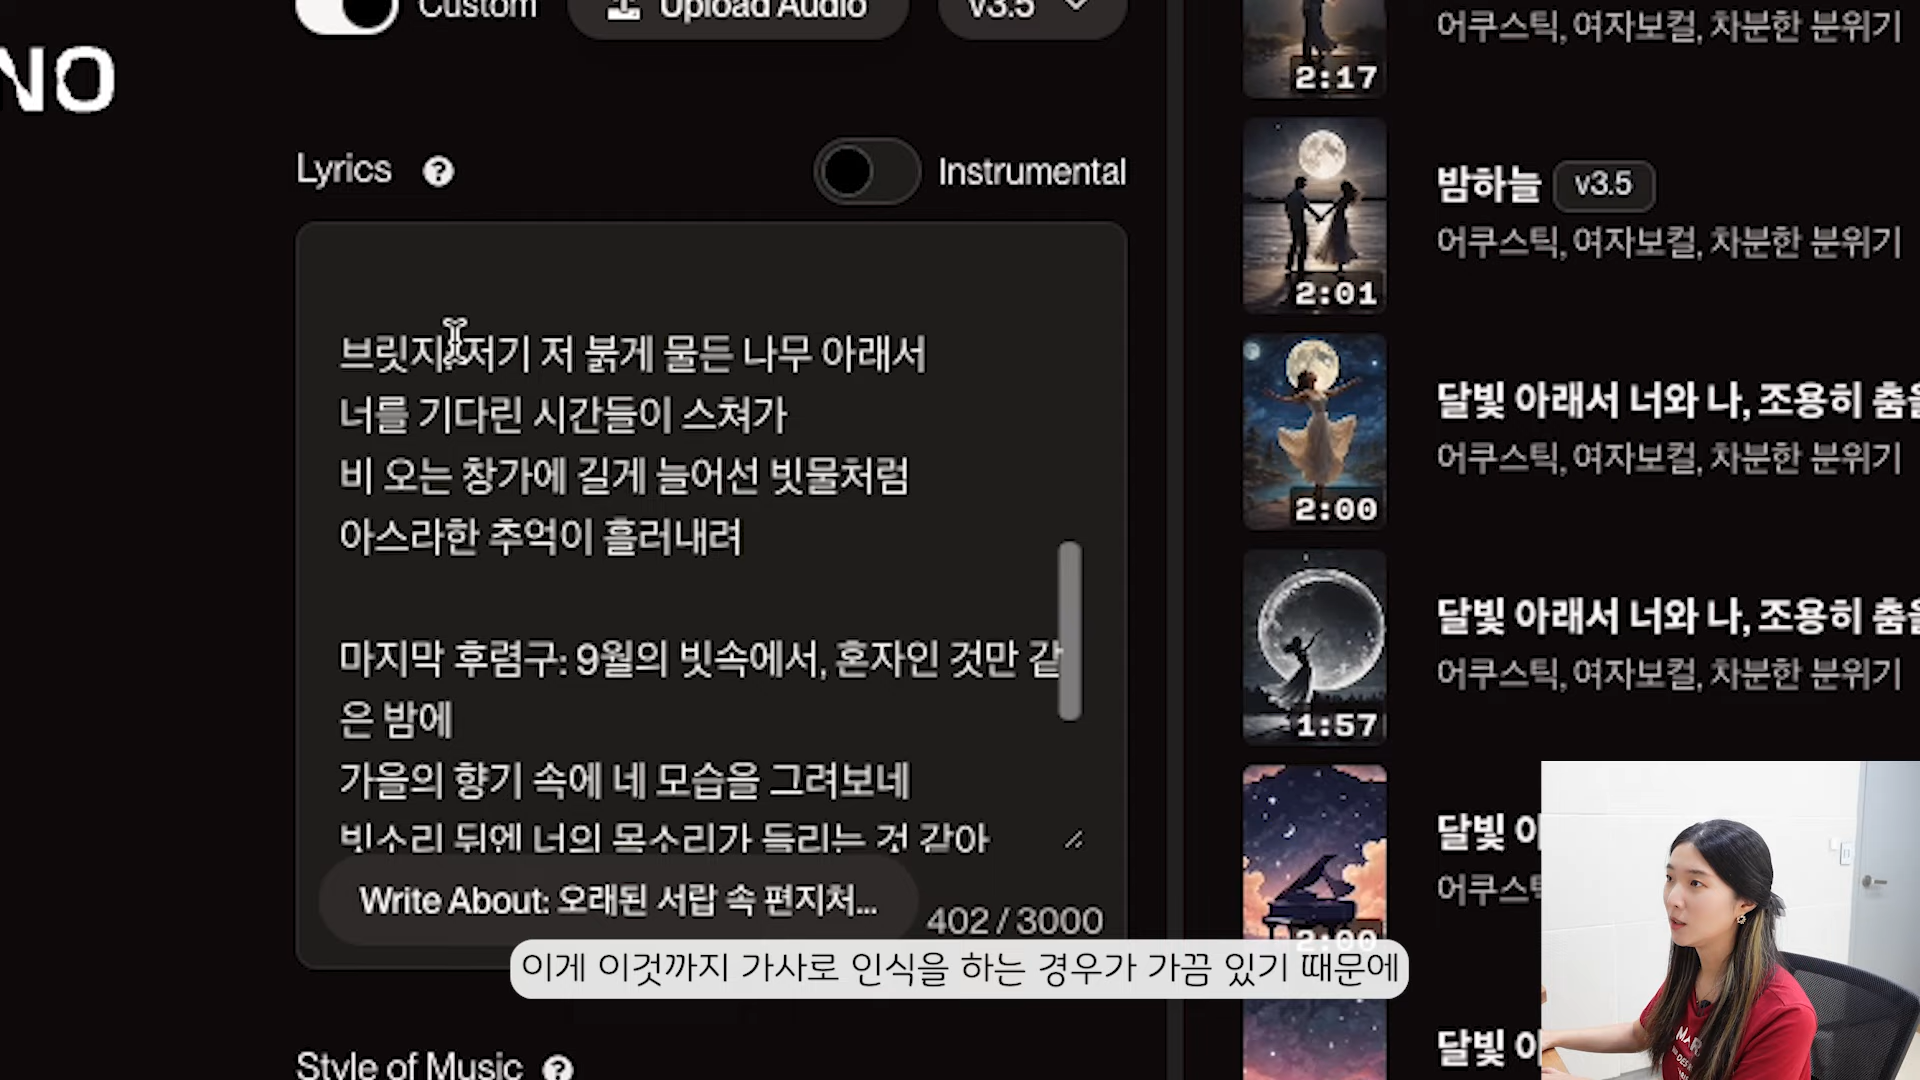 NO
Custom
Upload Audio
v3.5
Lyrics
Instrumental
브릿지: 저기 저 붉게 물든 나무 아래서
너를 기다린 시간들이 스쳐가
비 오는 창가에 길게 늘어선 빗물처럼
아스라한 추억이 흘러내려
마지막 후렴구: 9월의 빗속에서, 혼자인 것만 같
은 밤에
가을의 향기 속에 네 모습을 그려보네
빗소리 뒤엔 너의 목소리가 들리는 것 같아
Write About: 오래된 서랍 속 편지처...
402 / 3000
Style of Music
어쿠스틱, 여자보컬, 차분한 분위기
2:17
밤하늘 v3.5
어쿠스틱, 여자보컬, 차분한 분위기
2:01
달빛 아래서 너와 나, 조용히 춤을
어쿠스틱, 여자보컬, 차분한 분위기
2:00
달빛 아래서 너와 나, 조용히 춤을
어쿠스틱, 여자보컬, 차분한 분위기
1:57
달빛 아
어쿠스틱
2:00
달빛 아
이게 이것까지 가사로 인식을 하는 경우가 가끔 있기 때문에